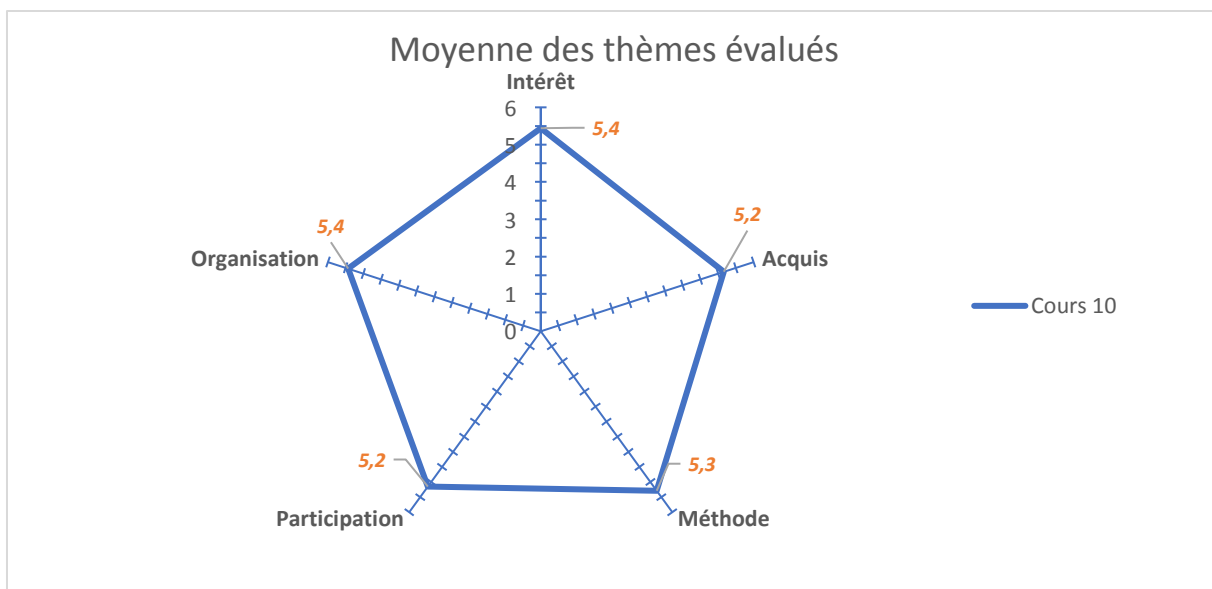 Moyenne des thèmes évalués
Intérêt
6
5,4
5
4
5,2
3
5,4
Organisation
Acquis
2
1
Cours 10
0
5,2
5,3
Participation
Méthode